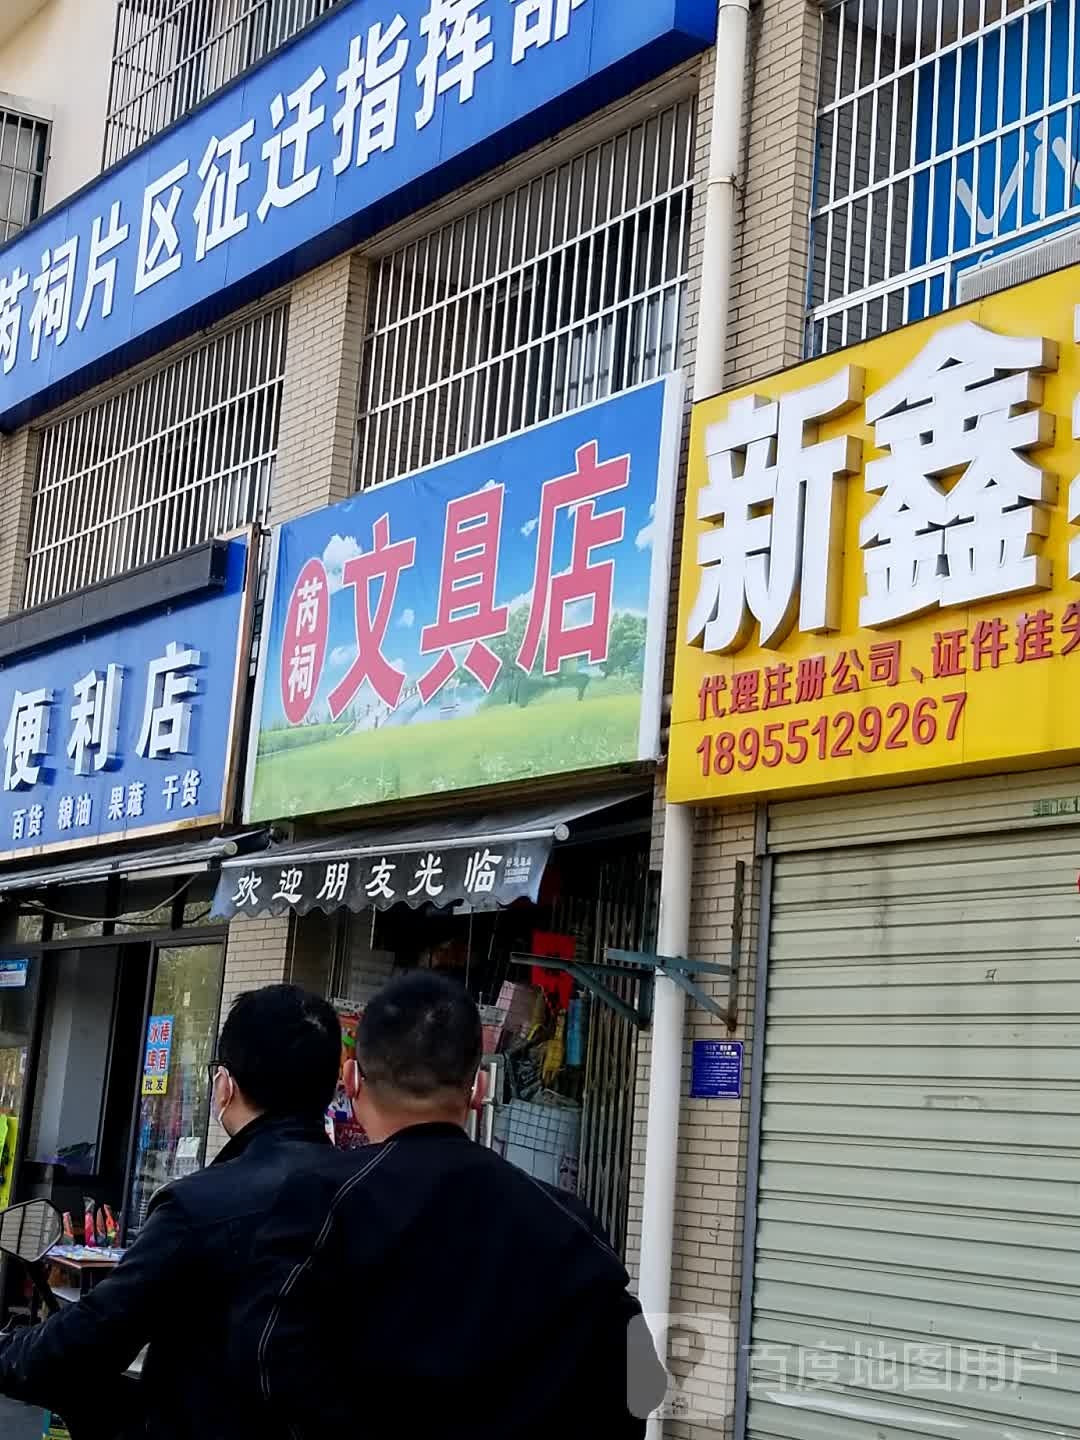 芮祠片区征迁指挥部
新鑫
代理注册公司、证件挂失
18955129267
芮祠
文具店
便利店
百货 粮油 果蔬 干货
欢迎朋友光临
冰棒
啤酒
批发
百度地图用户